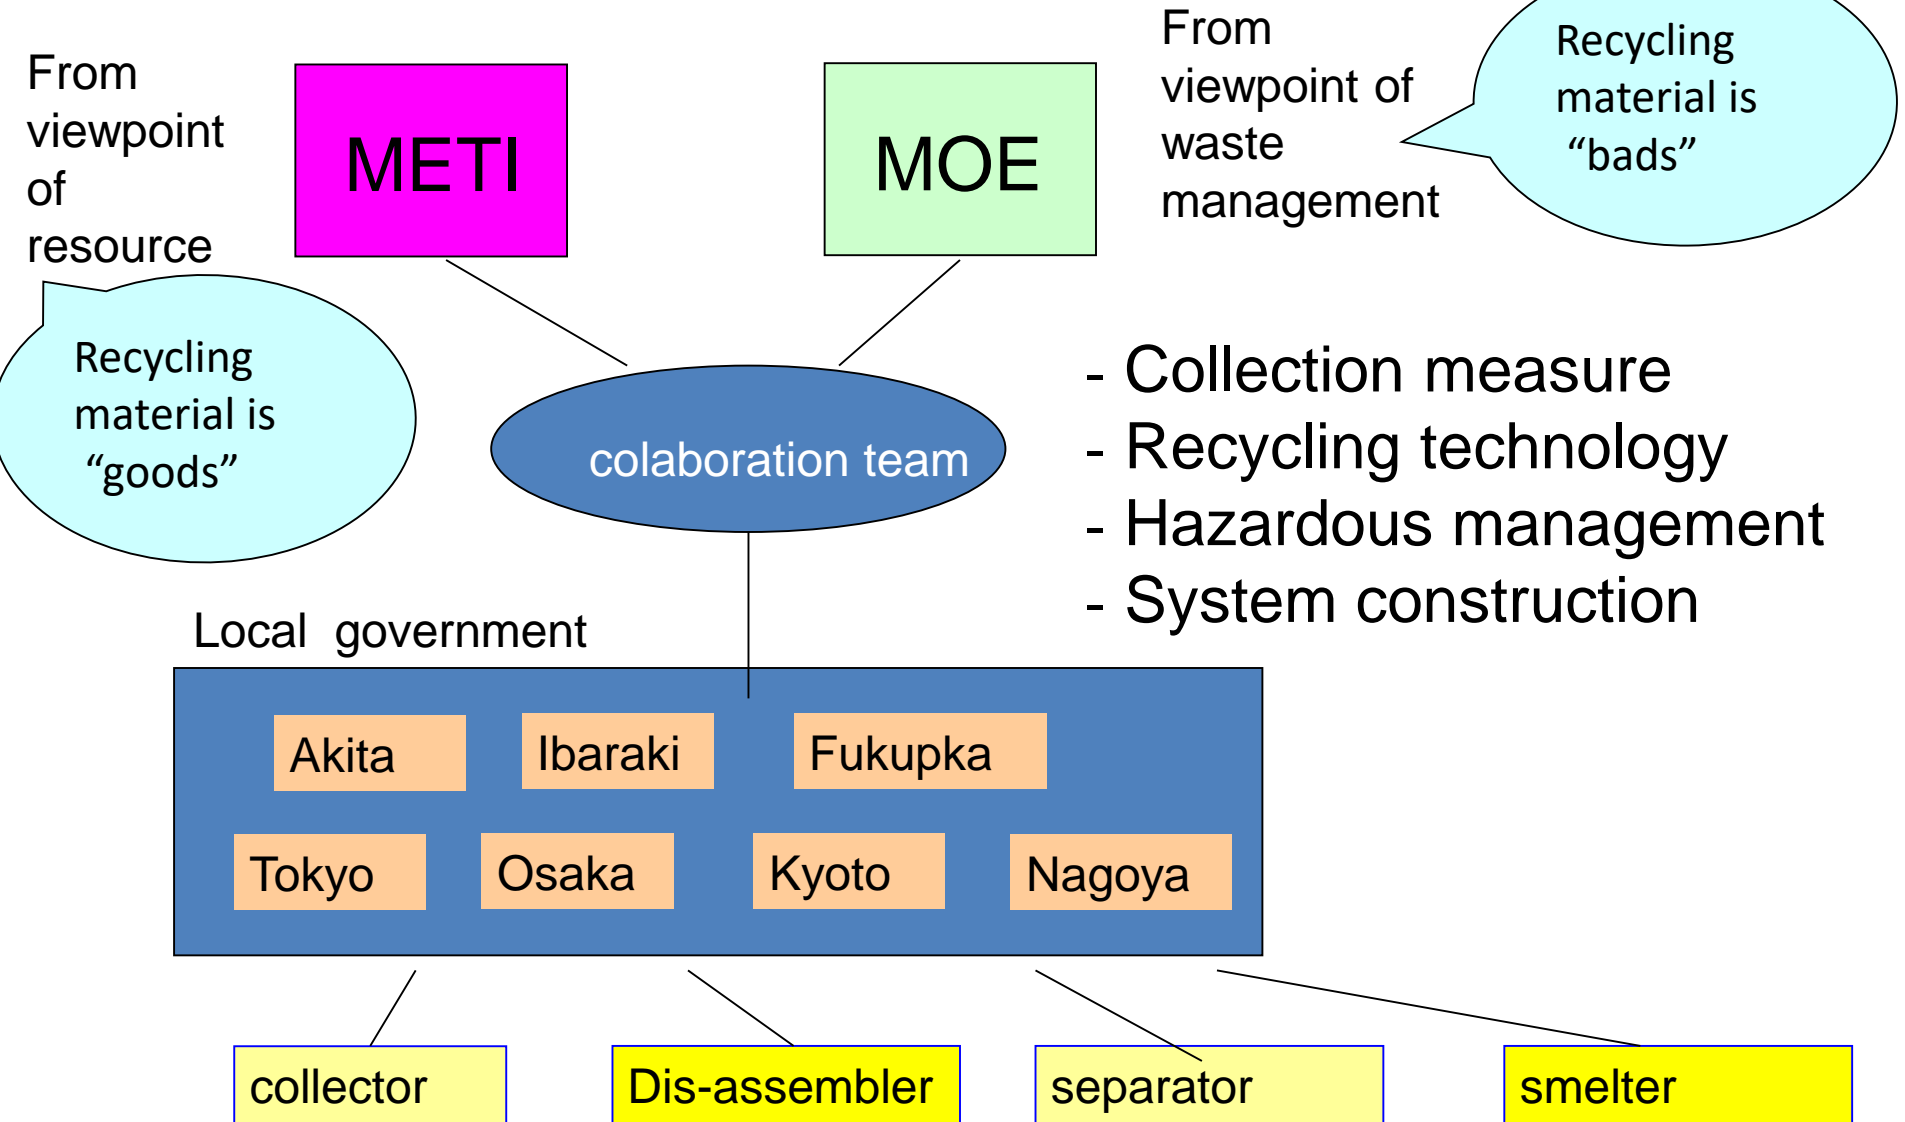 From
viewpoint
of
resource
METI
MOE
From
viewpoint of
waste
management
Recycling
material is
“bads”
Recycling
material is
“goods”
colaboration team
- Collection measure
- Recycling technology
- Hazardous management
- System construction
Local government
Akita
Ibaraki
Fukupka
Tokyo
Osaka
Kyoto
Nagoya
collector
Dis-assembler
separator
smelter